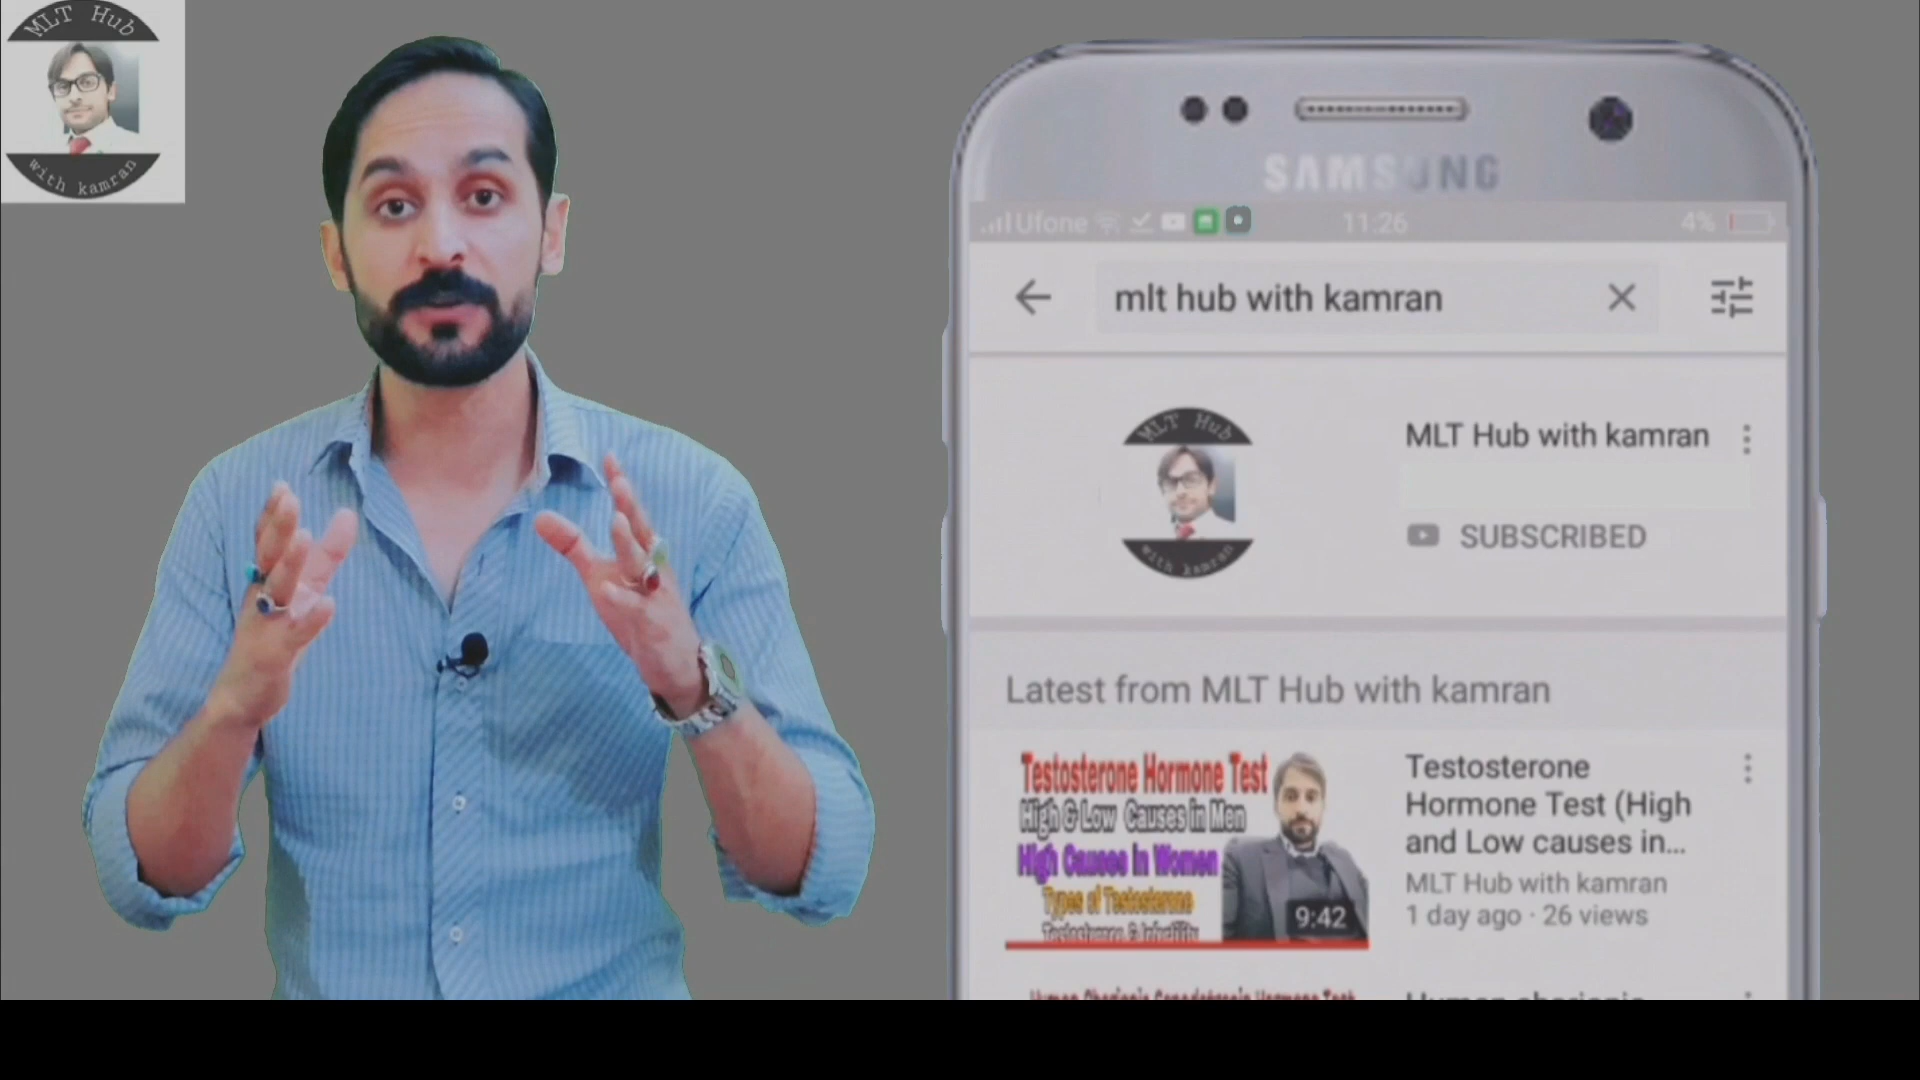 MLT Hub
with kamran
SAMSUNG
Ufone 11:26 4%
mlt hub with kamran
MLT Hub
with kamran
MLT Hub with kamran
SUBSCRIBED
Latest from MLT Hub with kamran
Testosterone Hormone Test
High & Low Causes in Men
High Causes in Women
Types of Testosterone
Testosterone & Infertility
9:42
Testosterone
Hormone Test (High
and Low causes in...
MLT Hub with kamran
1 day ago · 26 views